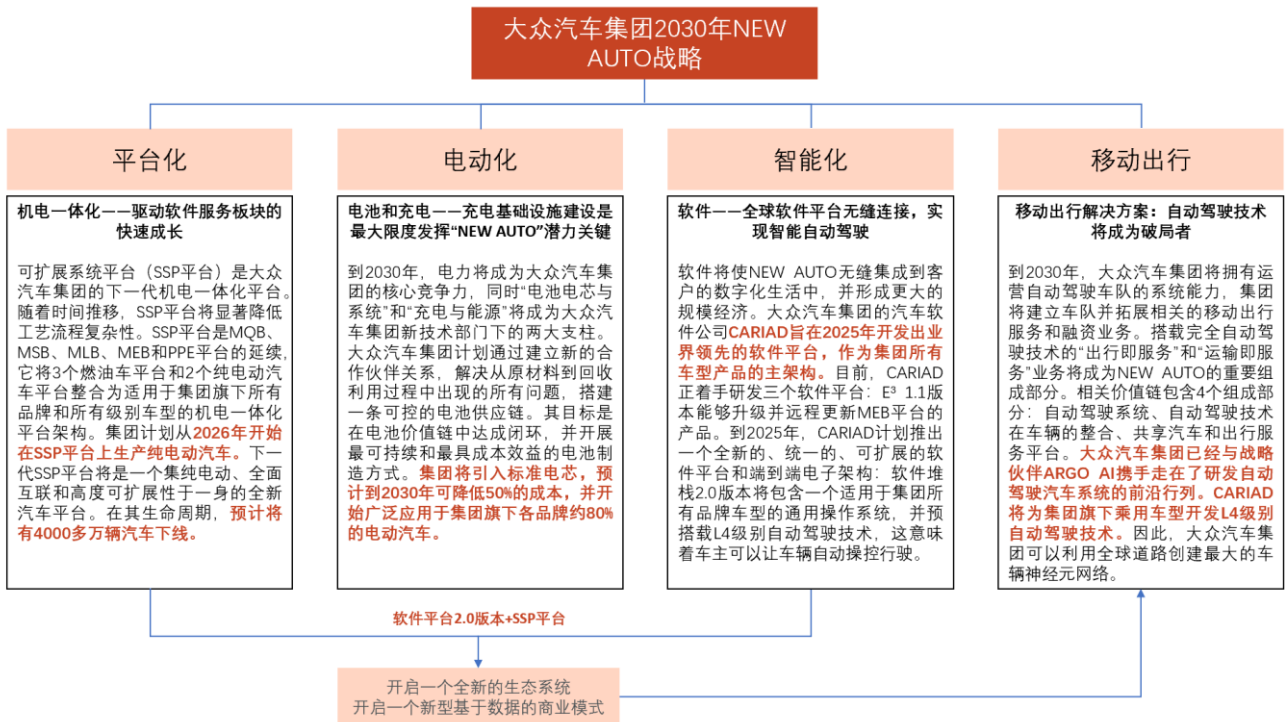 大众汽车集团2030年NEW
AUTO战略
平台化
机电一体化——驱动软件服务板块的
快速成长
可扩展系统平台（SSP平台）是大众
汽车集团的下一代机电一体化平台。
随着时间推移，SSP平台将显著降低
工艺流程复杂性。SSP平台是MQB、
MSB、MLB、MEB和PPE平台的延续，
它将3个燃油车平台和2个纯电动汽
车平台整合为适用于集团旗下所有
品牌和所有级别车型的机电一体化
平台架构。集团计划从2026年开始
在SSP平台上生产纯电动汽车。下一
代SSP平台将是一个集纯电动、全面
互联和高度可扩展性于一身的全新
汽车平台。在其生命周期，预计将
有4000多万辆汽车下线。
电动化
电池和充电——充电基础设施建设是
最大限度发挥“NEW AUTO”潜力关键
到2030年，电力将成为大众汽车集
团的核心竞争力，同时“电池电芯与
系统”和“充电与能源”将成为大众汽
车集团新技术部门下的两大支柱。
大众汽车集团计划通过建立新的合
作伙伴关系，解决从原材料到回收
利用过程中出现的所有问题，搭建
一条可控的电池供应链。其目标是
在电池价值链中达成闭环，并开展
最可持续和最具成本效益的电池制
造方式。集团将引入标准电芯，预
计到2030年可降低50%的成本，并开
始广泛应用于集团旗下各品牌约80%
的电动汽车。
智能化
软件——全球软件平台无缝连接，实
现智能自动驾驶
软件将使NEW AUTO无缝集成到客
户的数字化生活中，并形成更大的
规模经济。大众汽车集团的汽车软
件公司CARIAD旨在2025年开发出业
界领先的软件平台，作为集团所有
车型产品的主架构。目前，CARIAD
正着手研发三个软件平台：E³ 1.1版
本能够升级并远程更新MEB平台的
产品。到2025年，CARIAD计划推出
一个全新的、统一的、可扩展的软
件平台和端到端电子架构：软件堆
栈2.0版本将包含一个适用于集团所
有品牌车型的通用操作系统，并预
搭载L4级别自动驾驶技术，这意味
着车主可以让车辆自动操控行驶。
移动出行
移动出行解决方案：自动驾驶技术
将成为破局者
到2030年，大众汽车集团将拥有运
营自动驾驶车队的系统能力，集团
将建立车队并拓展相关的移动出行
服务和融资业务。搭载完全自动驾
驶技术的“出行即服务”和“运输即服
务”业务将成为NEW AUTO的重要组
成部分。相关价值链包含4个组成部
分：自动驾驶系统、自动驾驶技术
在车辆的整合、共享汽车和出行服
务平台。大众汽车集团已经与战略
伙伴ARGO AI携手走在了研发自动
驾驶汽车系统的前沿行列。CARIAD
将为集团旗下乘用车型开发L4级别
自动驾驶技术。因此，大众汽车集
团可以利用全球道路创建最大的车
辆神经元网络。
软件平台2.0版本+SSP平台
开启一个全新的生态系统
开启一个新型基于数据的商业模式